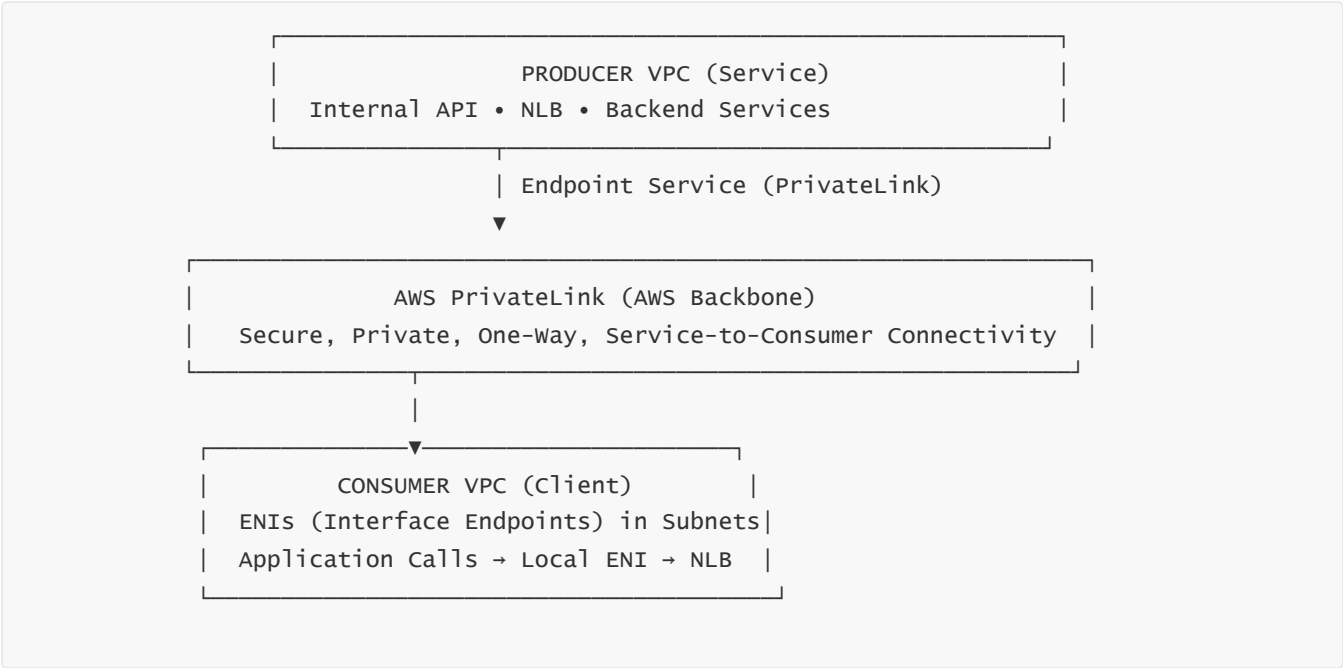 PRODUCER VPC (Service)
Internal API • NLB • Backend Services
Endpoint Service (PrivateLink)
AWS PrivateLink (AWS Backbone)
Secure, Private, One-Way, Service-to-Consumer Connectivity
CONSUMER VPC (Client)
ENIs (Interface Endpoints) in Subnets
Application Calls → Local ENI → NLB